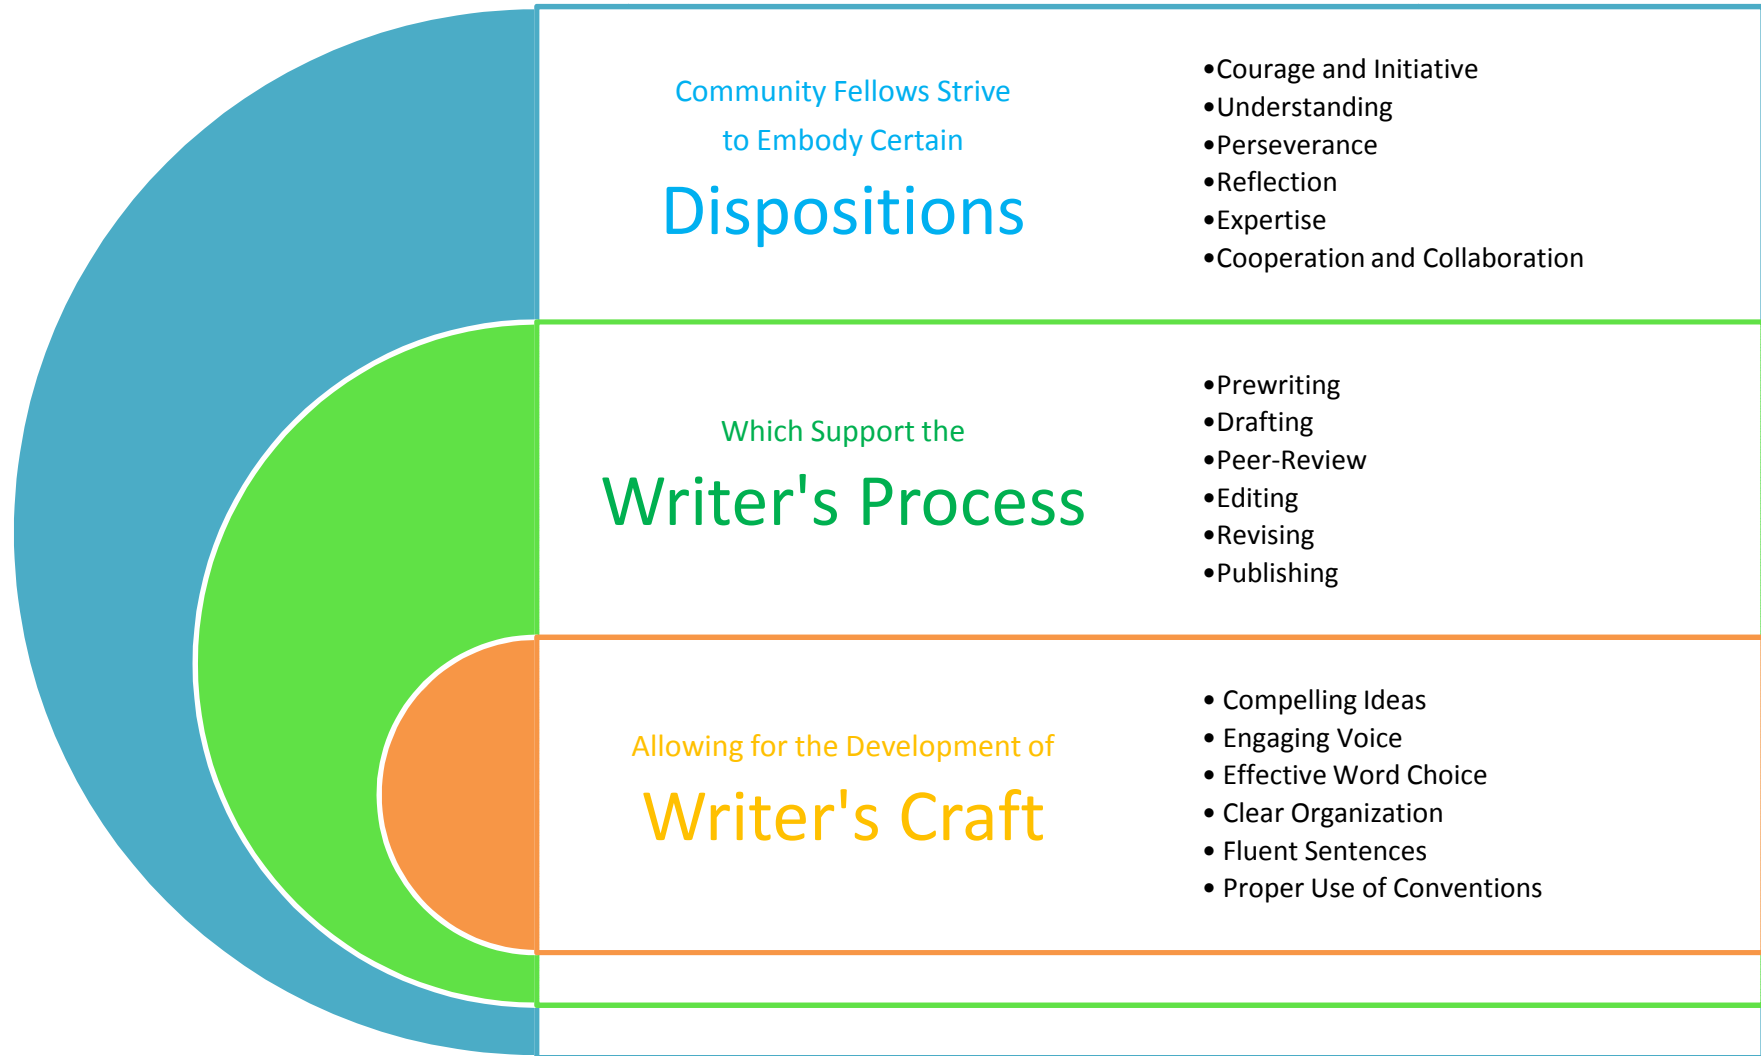 Community Fellows Strive
to Embody Certain
Dispositions
•Courage and Initiative
•Understanding
•Perseverance
•Reflection
•Expertise
•Cooperation and Collaboration
Which Support the
Writer's Process
•Prewriting
•Drafting
•Peer-Review
•Editing
•Revising
•Publishing
Allowing for the Development of
Writer's Craft
• Compelling Ideas
• Engaging Voice
• Effective Word Choice
• Clear Organization
• Fluent Sentences
• Proper Use of Conventions